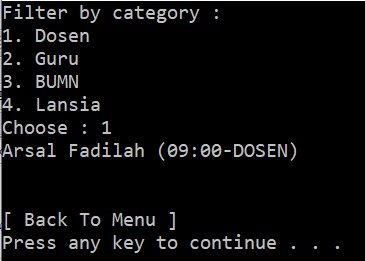 Filter by category :
1. Dosen
2. Guru
3. BUMN
4. Lansia
Choose : 1
Arsal Fadilah (09:00-DOSEN)
[ Back To Menu ]
Press any key to continue . . .